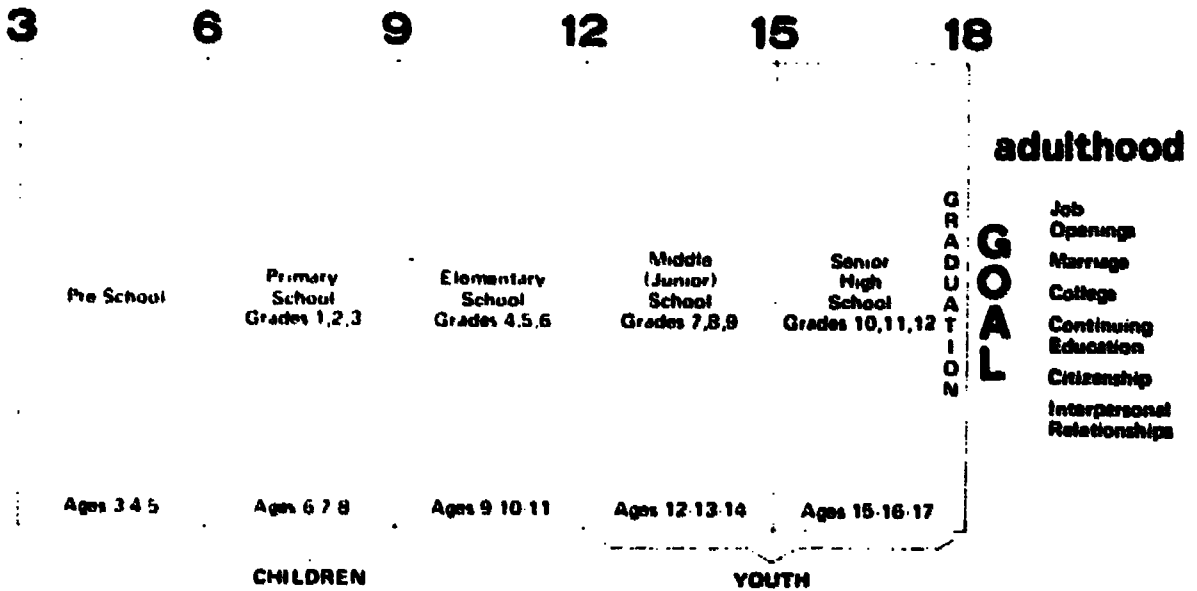 3 6 9 12 15 18
adulthood
Pre School
Primary
School
Grades 1,2,3
Elementary
School
Grades 4,5,6
Middle
(Junior)
School
Grades 7,8,9
Senior
High
School
Grades 10,11,12
GRADUATION
GOAL
Job
Openings
Marriage
College
Continuing
Education
Citizenship
Interpersonal
Relationships
Ages 3 4 5
Ages 6 7 8
Ages 9 10 11
Ages 12-13-14
Ages 15-16-17
CHILDREN
YOUTH